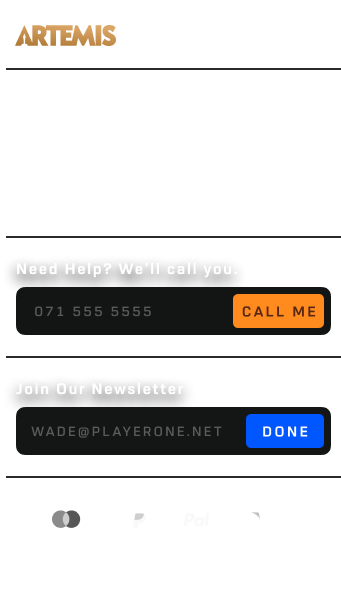 ARTEMIS
Need Help? We'll call you.
071 555 5555
CALL ME
Join Our Newsletter
WADE@PLAYERONE.NET
DONE
Pal